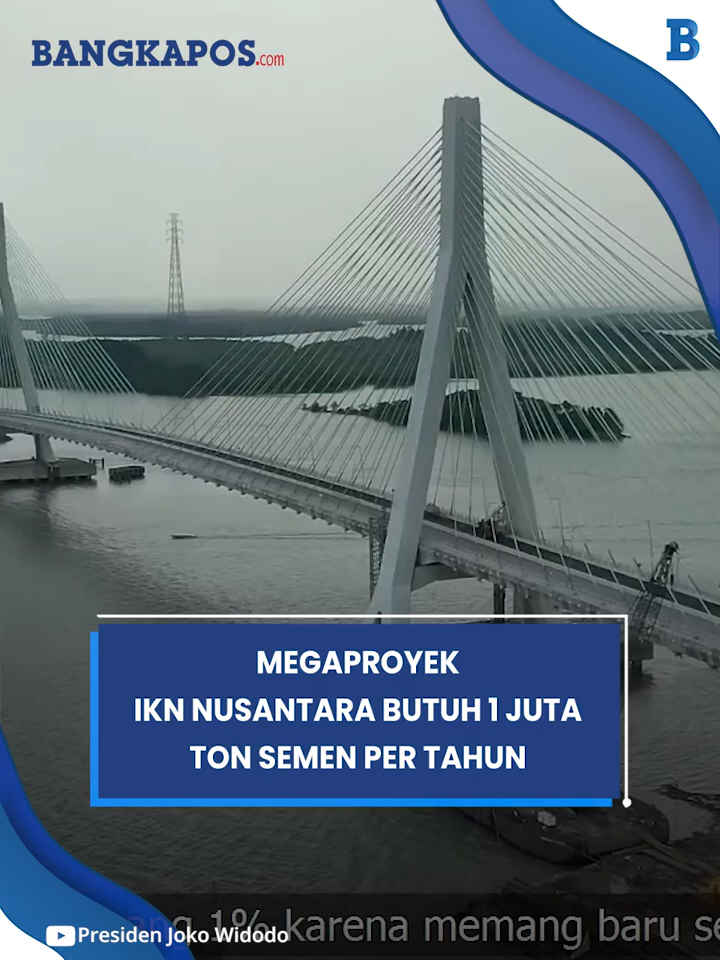 BANGKAPOS.com
B
MEGAPROYEK
IKN NUSANTARA BUTUH 1 JUTA
TON SEMEN PER TAHUN
1% karena memang baru
Presiden Joko Widodo